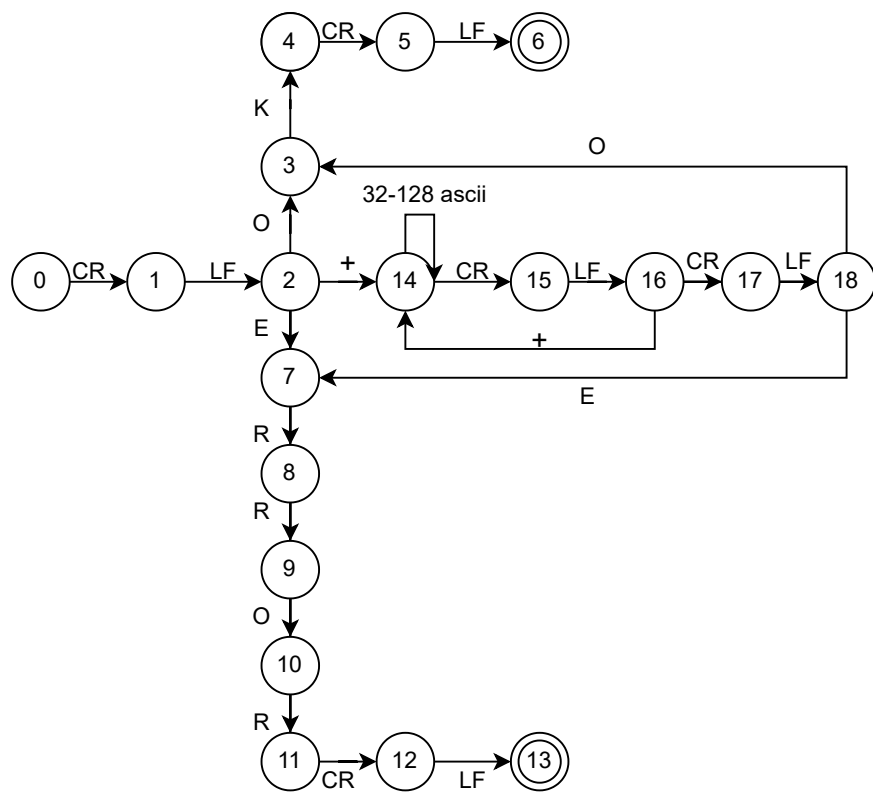 4 CR 5 LF 6
K
3 O
32-128 ascii
O
0 CR 1 LF 2 + 14 CR 15 LF 16 CR 17 LF 18
E +
7 E
R
8
R
9
O
10
R
11 CR 12 LF 13